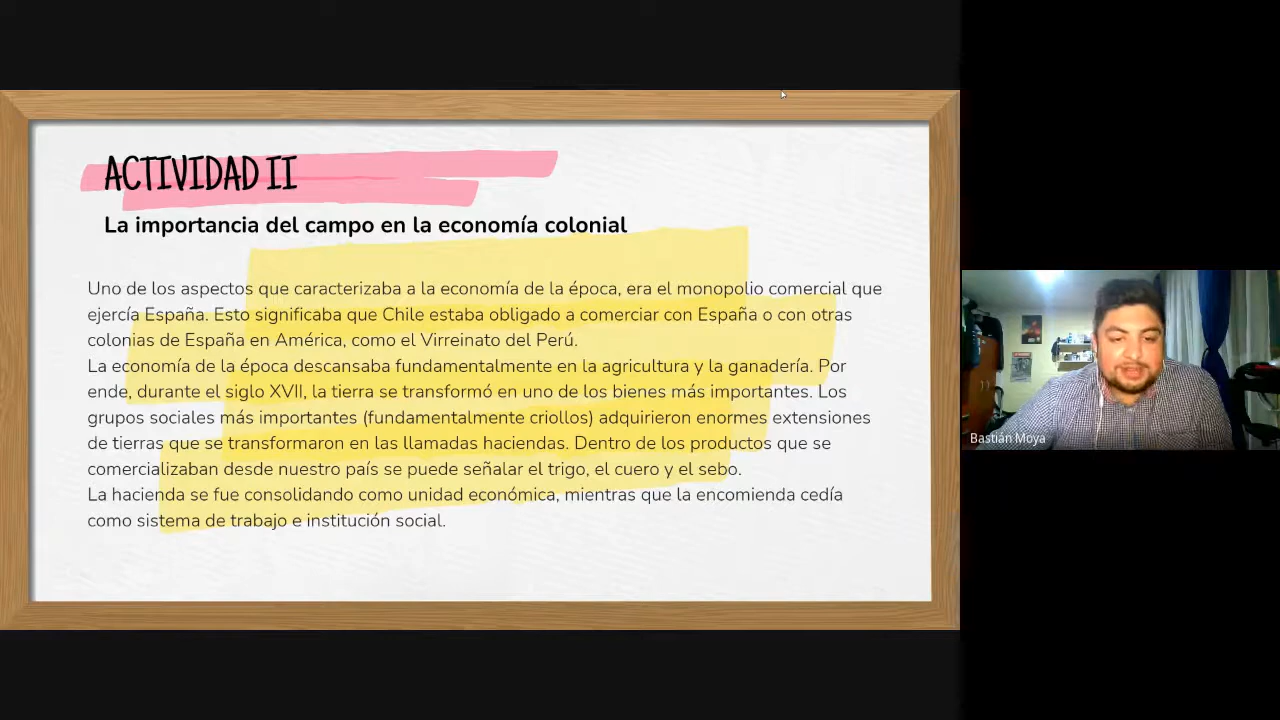 ACTIVIDAD II
La importancia del campo en la economía colonial
Uno de los aspectos que caracterizaba a la economía de la época, era el monopolio comercial que
ejercía España. Esto significaba que Chile estaba obligado a comerciar con España o con otras
colonias de España en América, como el Virreinato del Perú.
La economía de la época descansaba fundamentalmente en la agricultura y la ganadería. Por
ende, durante el siglo XVII, la tierra se transformó en uno de los bienes más importantes. Los
grupos sociales más importantes (fundamentalmente criollos) adquirieron enormes extensiones
de tierras que se transformaron en las llamadas haciendas. Dentro de los productos que se
comercializaban desde nuestro país se puede señalar el trigo, el cuero y el sebo.
La hacienda se fue consolidando como unidad económica, mientras que la encomienda cedía
como sistema de trabajo e institución social.
Bastián Moya